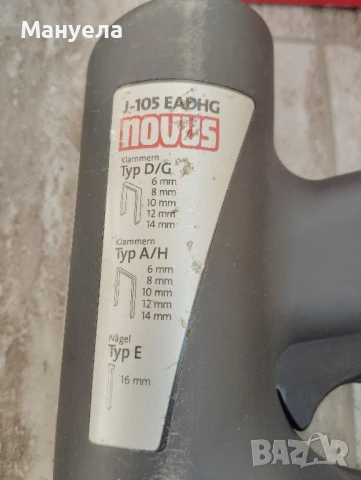 Мануела
J-105 EADHG
novus
Klammern
Typ D/G
6 mm
8 mm
10 mm
12 mm
14 mm
Klammern
Typ A/H
6 mm
8 mm
10 mm
12 mm
14 mm
Nägel
Typ E
16 mm
BAZAR